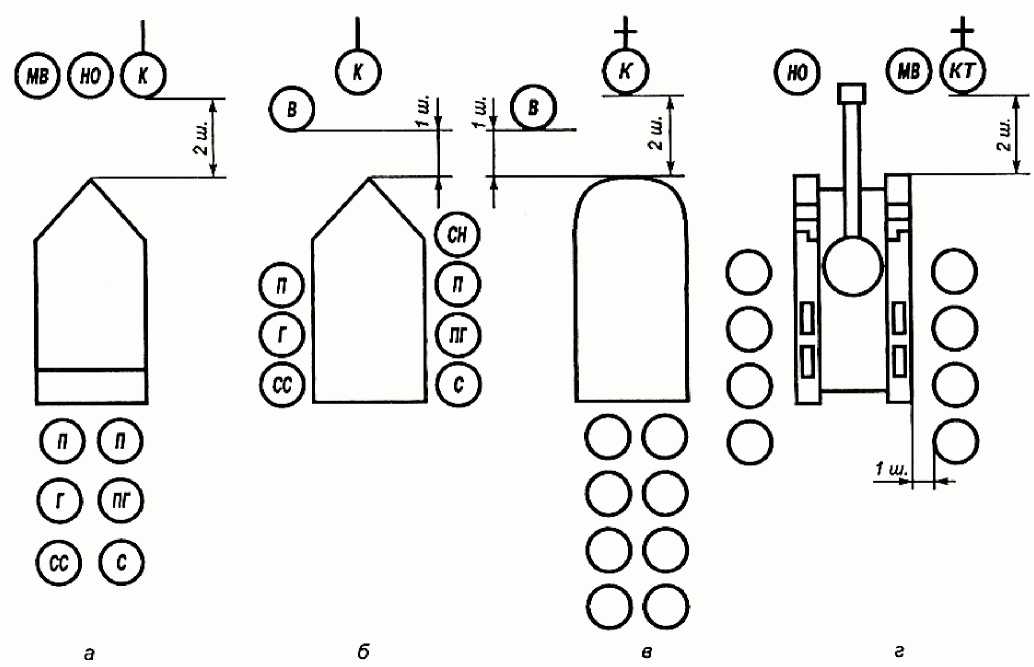 МВ НО К
2 ш.
П П
Г ПГ
СС С
а
К
В
1 ш.
СН
П П
Г ПГ
СС С
б
К
В
1 ш.
2 ш.
в
НО МВ КТ
2 ш.
1 ш.
г